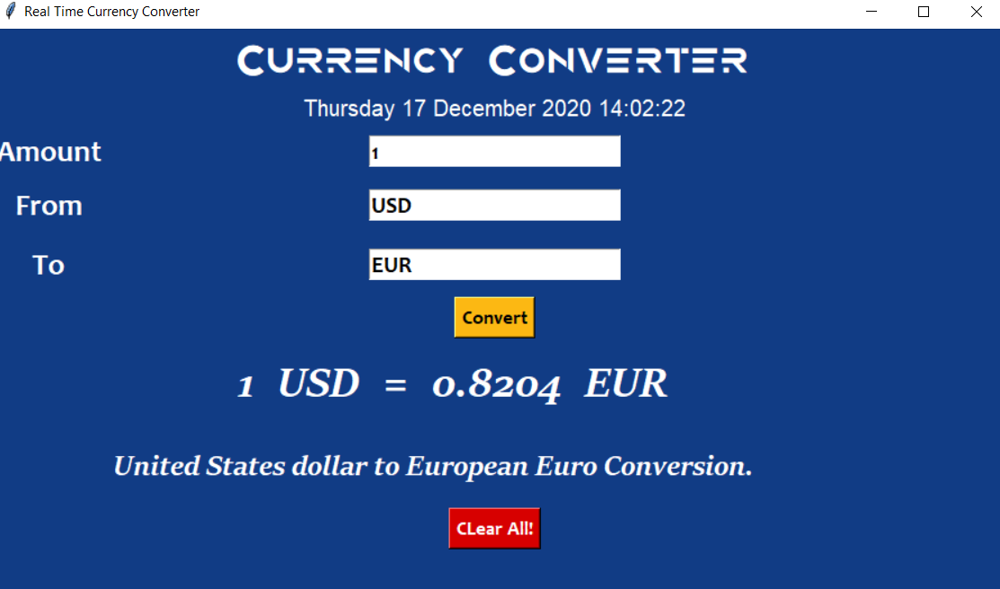 Real Time Currency Converter
Currency Converter
Thursday 17 December 2020 14:02:22
Amount 1
From USD
To EUR
Convert
1 USD = 0.8204 EUR
United States dollar to European Euro Conversion.
CLear All!